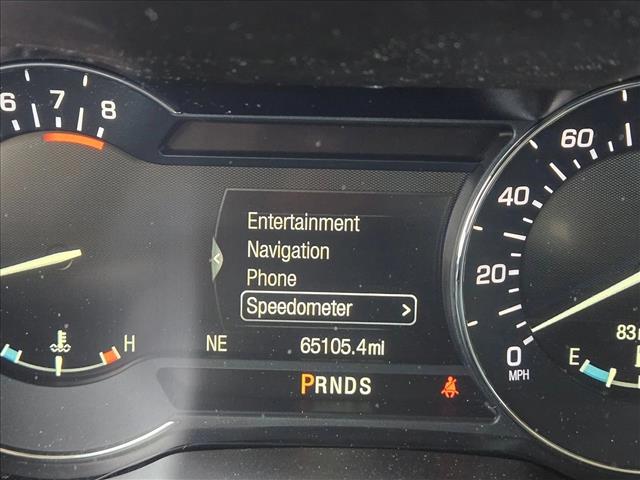 6 7 8
60
40
20
0
MPH
Entertainment
Navigation
Phone
Speedometer >
<
H
NE 65105.4mi
PRNDS
E